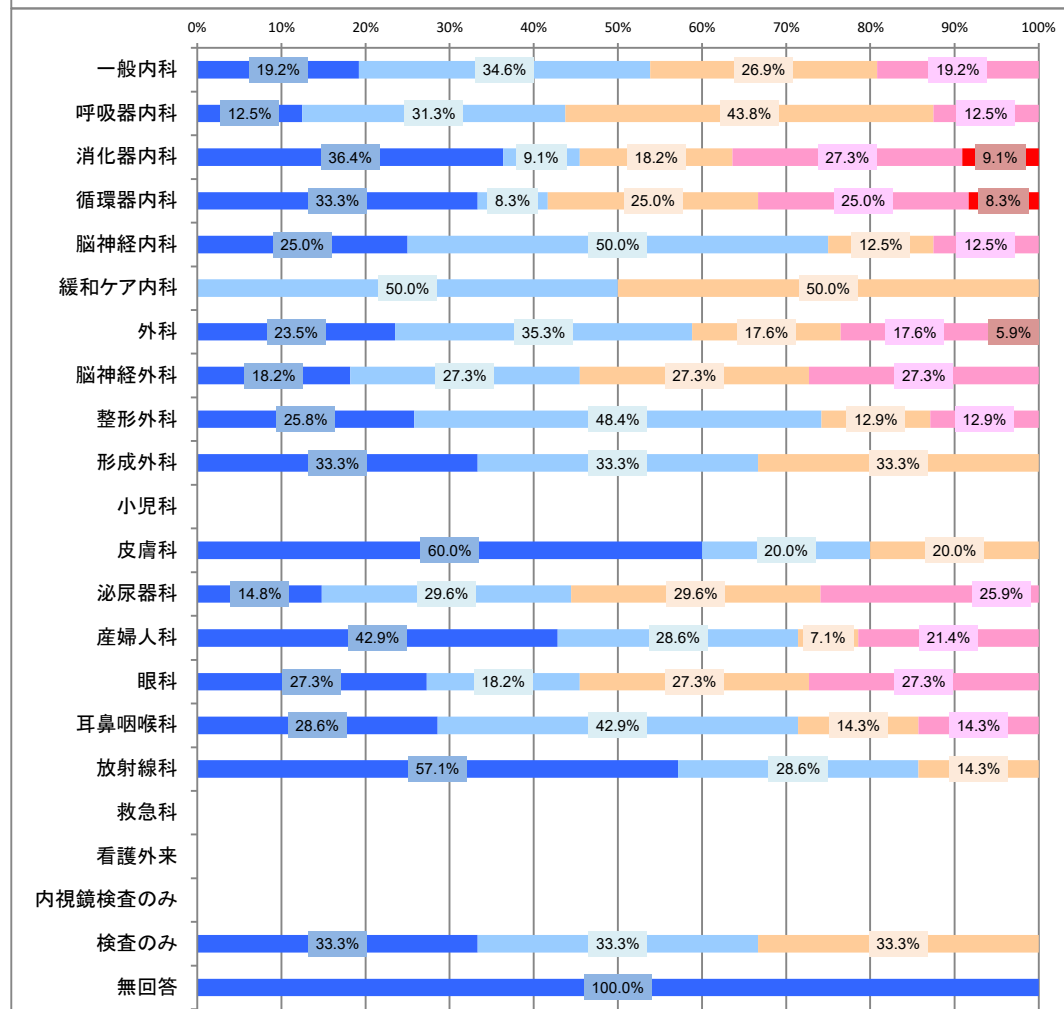 0% 10% 20% 30% 40% 50% 60% 70% 80% 90% 100%
一般内科 19.2% 34.6% 26.9% 19.2%
呼吸器内科 12.5% 31.3% 43.8% 12.5%
消化器内科 36.4% 9.1% 18.2% 27.3% 9.1%
循環器内科 33.3% 8.3% 25.0% 25.0% 8.3%
脳神経内科 25.0% 50.0% 12.5% 12.5%
緩和ケア内科 50.0% 50.0%
外科 23.5% 35.3% 17.6% 17.6% 5.9%
脳神経外科 18.2% 27.3% 27.3% 27.3%
整形外科 25.8% 48.4% 12.9% 12.9%
形成外科 33.3% 33.3% 33.3%
小児科
皮膚科 60.0% 20.0% 20.0%
泌尿器科 14.8% 29.6% 29.6% 25.9%
産婦人科 42.9% 28.6% 7.1% 21.4%
眼科 27.3% 18.2% 27.3% 27.3%
耳鼻咽喉科 28.6% 42.9% 14.3% 14.3%
放射線科 57.1% 28.6% 14.3%
救急科
看護外来
内視鏡検査のみ
検査のみ 33.3% 33.3% 33.3%
無回答 100.0%